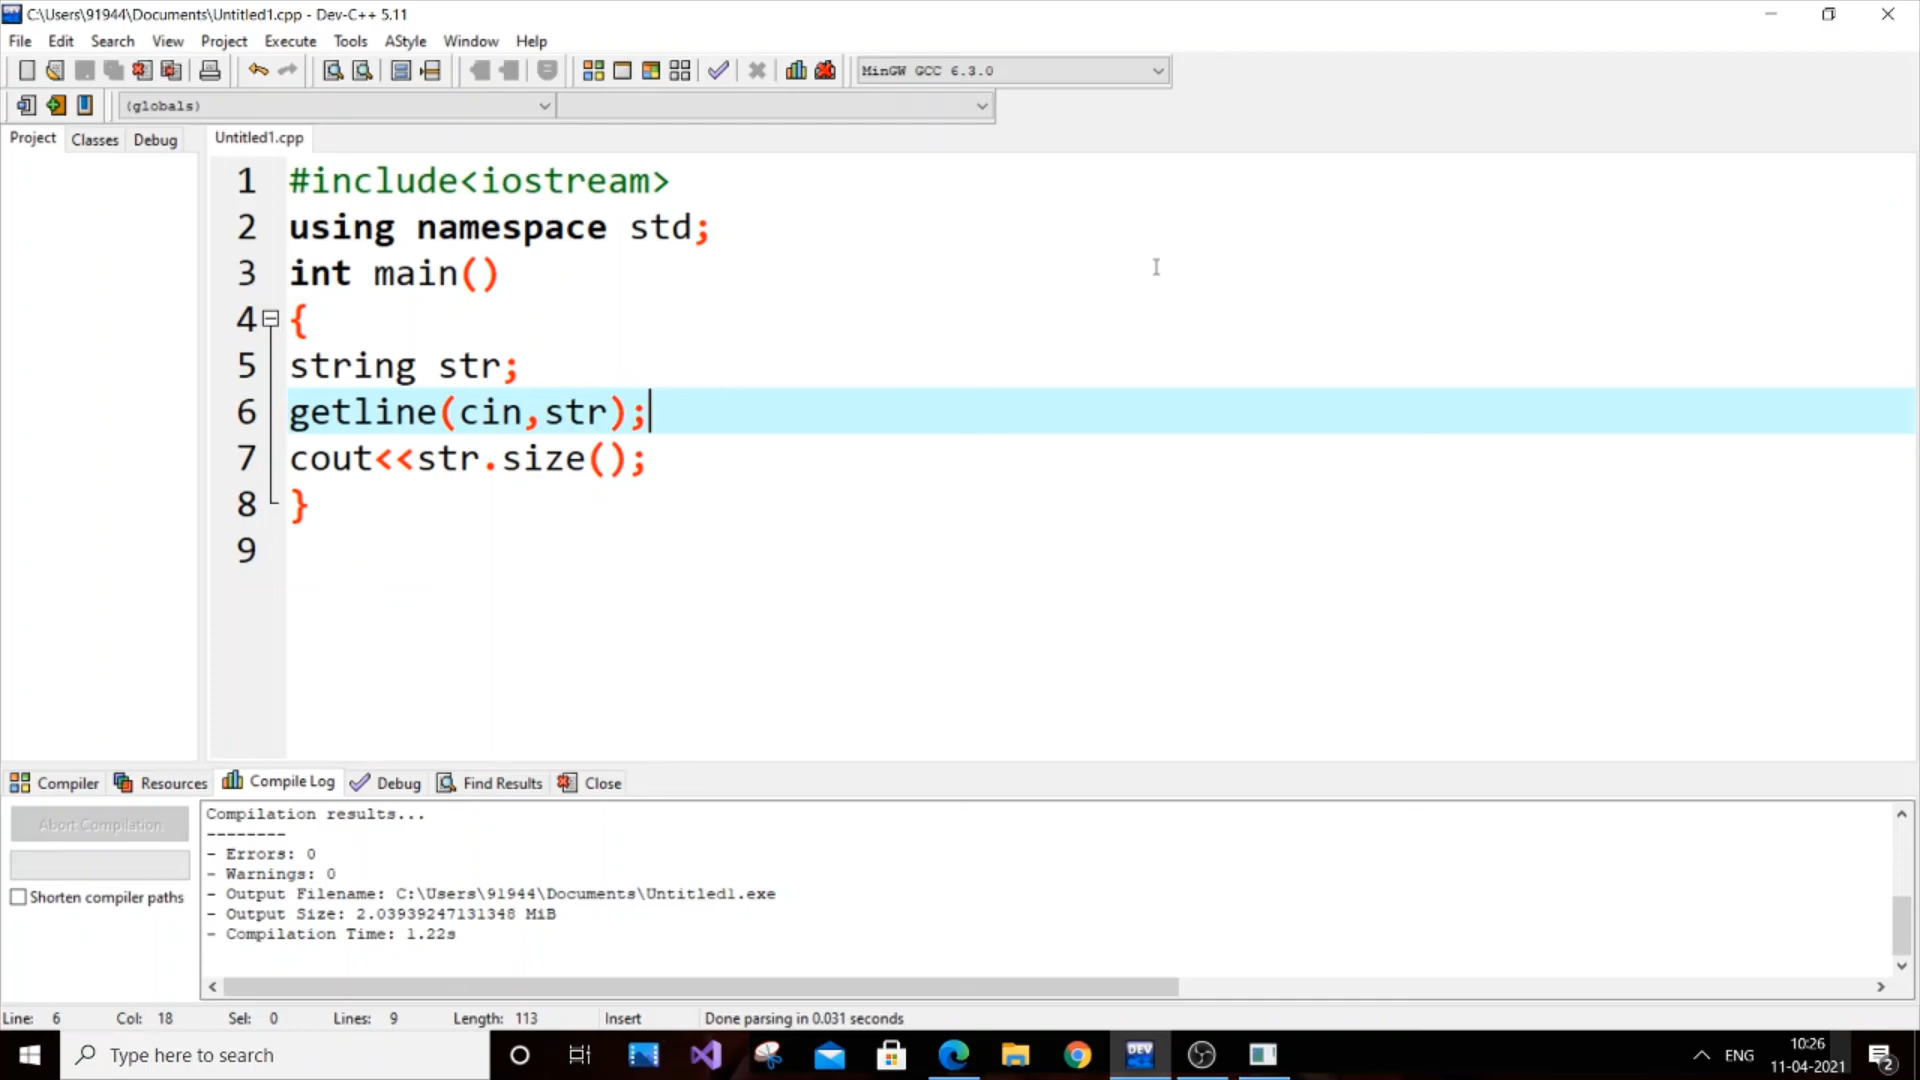 C:\Users\91944\Documents\Untitled1.cpp - Dev-C++ 5.11
File Edit Search View Project Execute Tools AStyle Window Help
MinGW GCC 6.3.0
(globals)
Project Classes Debug Untitled1.cpp
1 #include<iostream>
2 using namespace std;
3 int main()
4 {
5 string str;
6 getline(cin,str);
7 cout<<str.size();
8 }
9
Compiler Resources Compile Log Debug Find Results Close
Abort Compilation
Shorten compiler paths
Compilation results...
--------
- Errors: 0
- Warnings: 0
- Output Filename: C:\Users\91944\Documents\Untitled1.exe
- Output Size: 2.03939247131348 MiB
- Compilation Time: 1.22s
Line: 6 Col: 18 Sel: 0 Lines: 9 Length: 113 Insert Done parsing in 0.031 seconds
Type here to search
DEV
ENG
10:26
11-04-2021
2